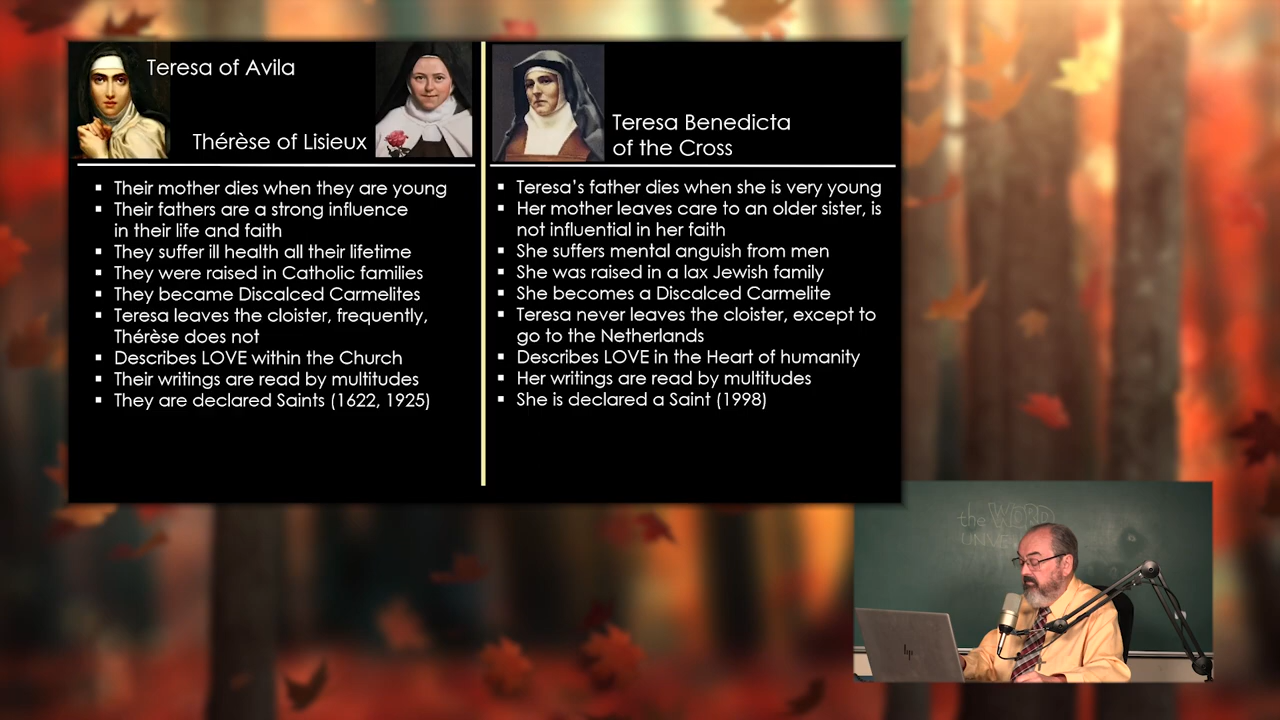 Teresa of Avila
Thérèse of Lisieux
▪ Their mother dies when they are young
▪ Their fathers are a strong influence
in their life and faith
▪ They suffer ill health all their lifetime
▪ They were raised in Catholic families
▪ They became Discalced Carmelites
▪ Teresa leaves the cloister, frequently,
Thérèse does not
▪ Describes LOVE within the Church
▪ Their writings are read by multitudes
▪ They are declared Saints (1622, 1925)
Teresa Benedicta
of the Cross
▪ Teresa's father dies when she is very young
▪ Her mother leaves care to an older sister, is
not influential in her faith
▪ She suffers mental anguish from men
▪ She was raised in a lax Jewish family
▪ She becomes a Discalced Carmelite
▪ Teresa never leaves the cloister, except to
go to the Netherlands
▪ Describes LOVE in the Heart of humanity
▪ Her writings are read by multitudes
▪ She is declared a Saint (1998)
the WORD
hp